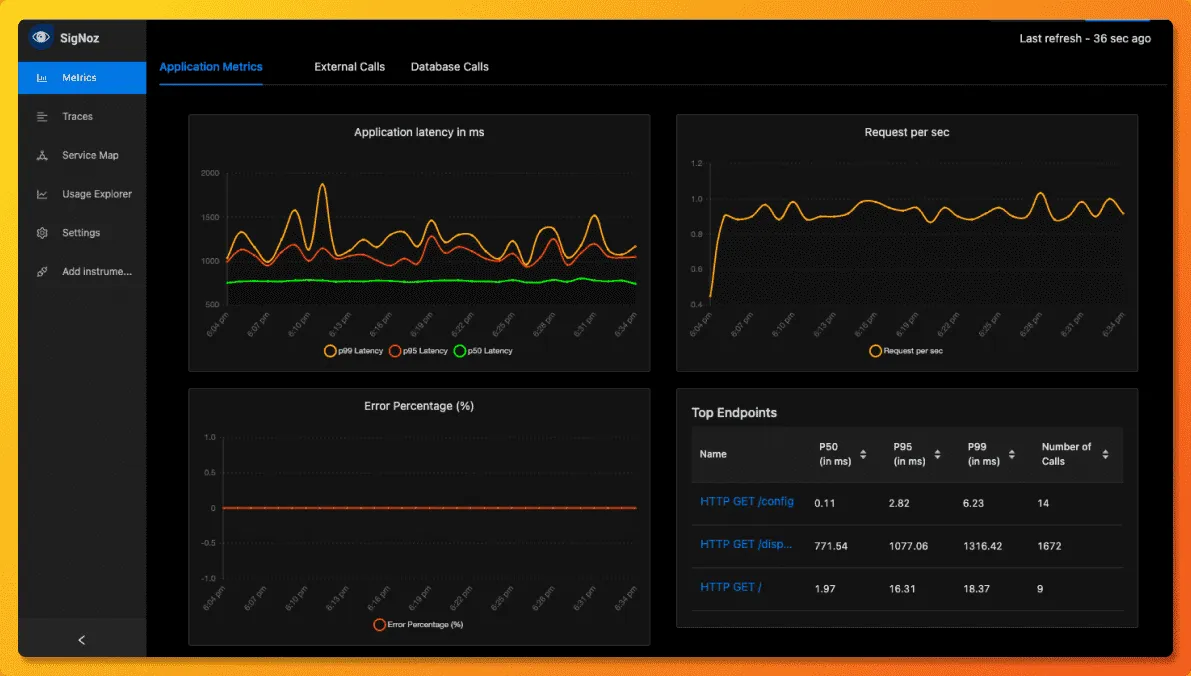 SigNoz
Last refresh - 36 sec ago
Metrics
Traces
Service Map
Usage Explorer
Settings
Add instrume...
Application Metrics External Calls Database Calls
Application latency in ms
2000
1500
1000
500
6:04 pm 6:07 pm 6:10 pm 6:13 pm 6:16 pm 6:19 pm 6:22 pm 6:25 pm 6:28 pm 6:31 pm 6:34 pm
p99 Latency p95 Latency p50 Latency
Request per sec
1.2
1.0
0.8
0.6
0.4
6:04 pm 6:07 pm 6:10 pm 6:13 pm 6:16 pm 6:19 pm 6:22 pm 6:25 pm 6:28 pm 6:31 pm 6:34 pm
Request per sec
Error Percentage (%)
1.0
0.5
0
-0.5
-1.0
6:04 pm 6:07 pm 6:10 pm 6:13 pm 6:16 pm 6:19 pm 6:22 pm 6:25 pm 6:28 pm 6:31 pm 6:34 pm
Error Percentage (%)
Top Endpoints
Name P50 (in ms) P95 (in ms) P99 (in ms) Number of Calls
HTTP GET /config 0.11 2.82 6.23 14
HTTP GET /disp... 771.54 1077.06 1316.42 1672
HTTP GET / 1.97 16.31 18.37 9